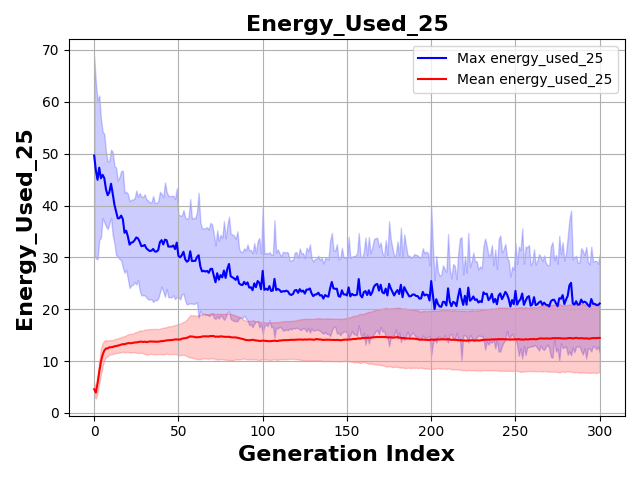 Energy_Used_25
Max energy_used_25
Mean energy_used_25
Energy_Used_25
70
60
50
40
30
20
10
0
0 50 100 150 200 250 300
Generation Index